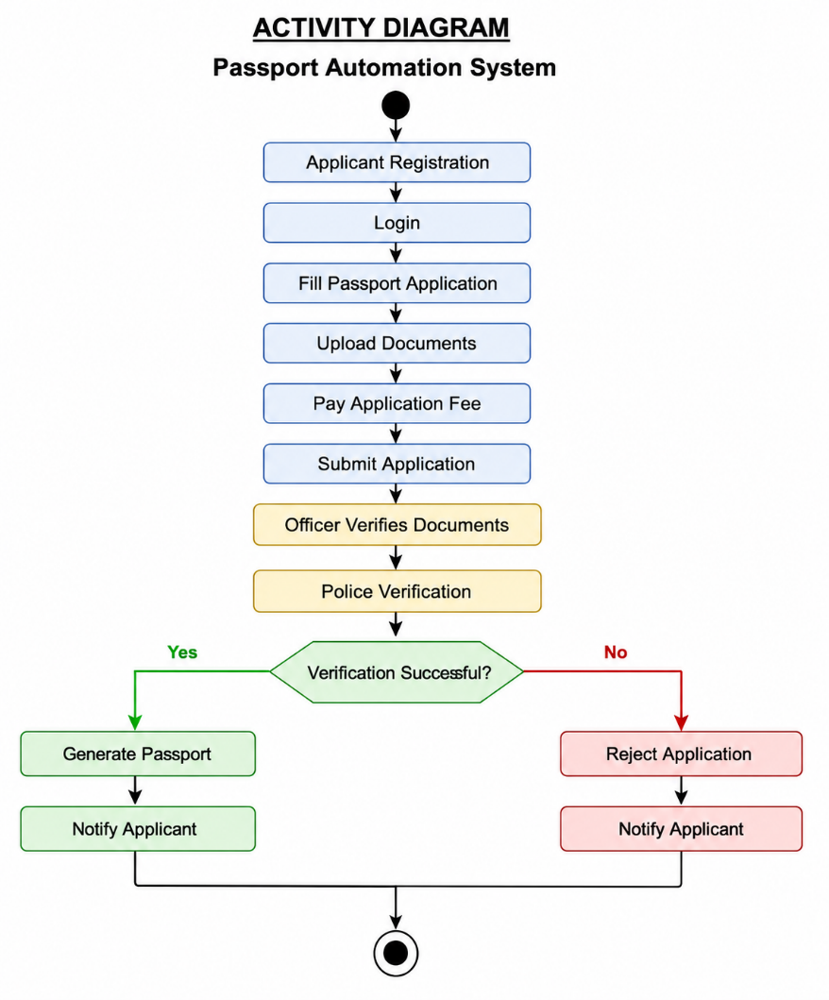 ACTIVITY DIAGRAM
Passport Automation System
Applicant Registration
Login
Fill Passport Application
Upload Documents
Pay Application Fee
Submit Application
Officer Verifies Documents
Police Verification
Verification Successful?
Yes
No
Generate Passport
Reject Application
Notify Applicant
Notify Applicant